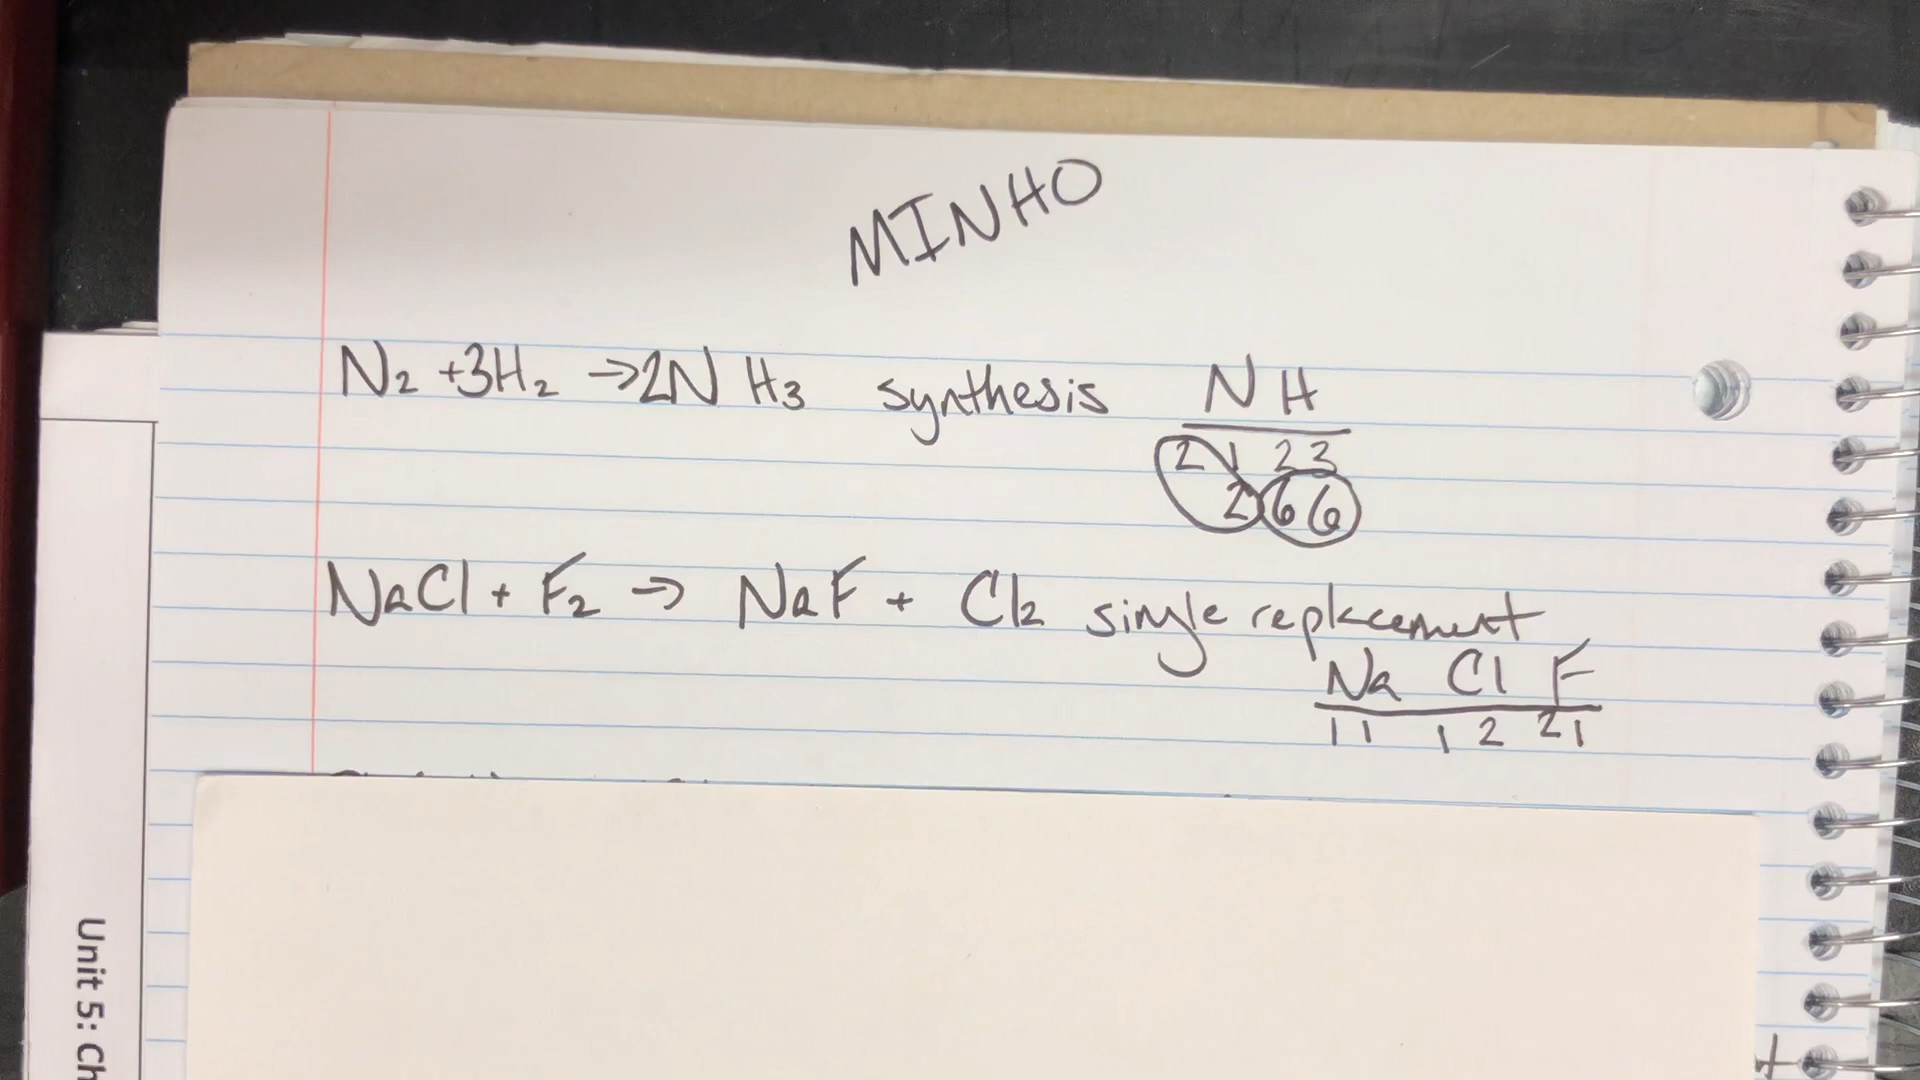 MINHO
N₂ +3H₂ →2N H₃ synthesis N H
2 1 2 3
2 6 6
NaCl + F₂ → NaF + Cl₂ single replacement
Na Cl F
1 1 1 2 2 1
Unit 5: Ch